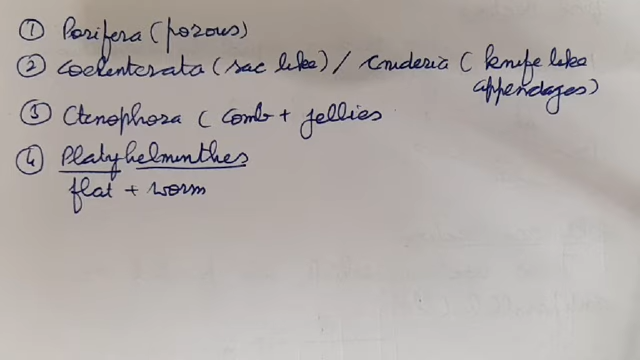 ① Porifera (porous)
② Coelenterata (sac like) / Cnideria (knife like
appendages)
③ Ctenophora (Comb + jellies
④ Platyhelminthes
flat + worm